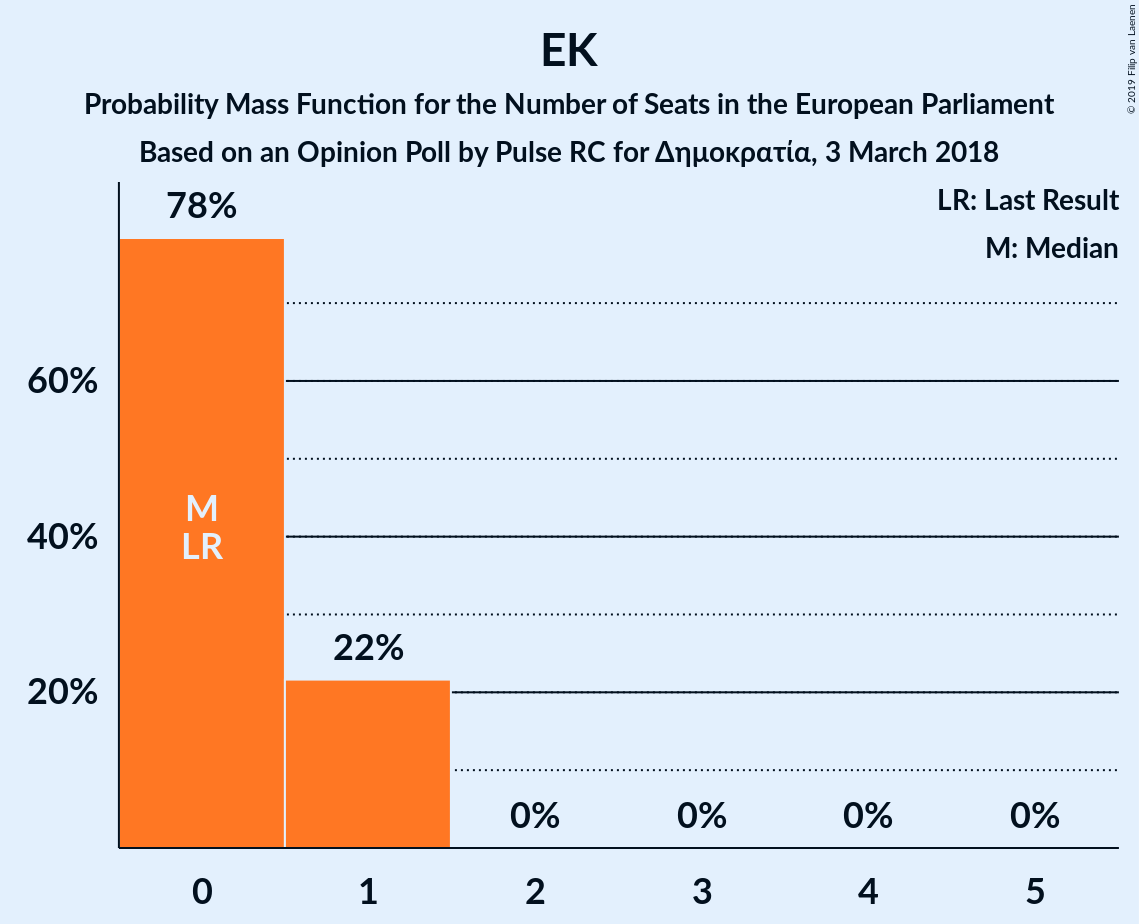 EK
Probability Mass Function for the Number of Seats in the European Parliament
Based on an Opinion Poll by Pulse RC for Δημοκρατία, 3 March 2018
© 2019 Filip van Laenen
LR: Last Result
M: Median
78%
60%
M
40%
LR
22%
20%
0% 0% 0% 0%
0 1 2 3 4 5